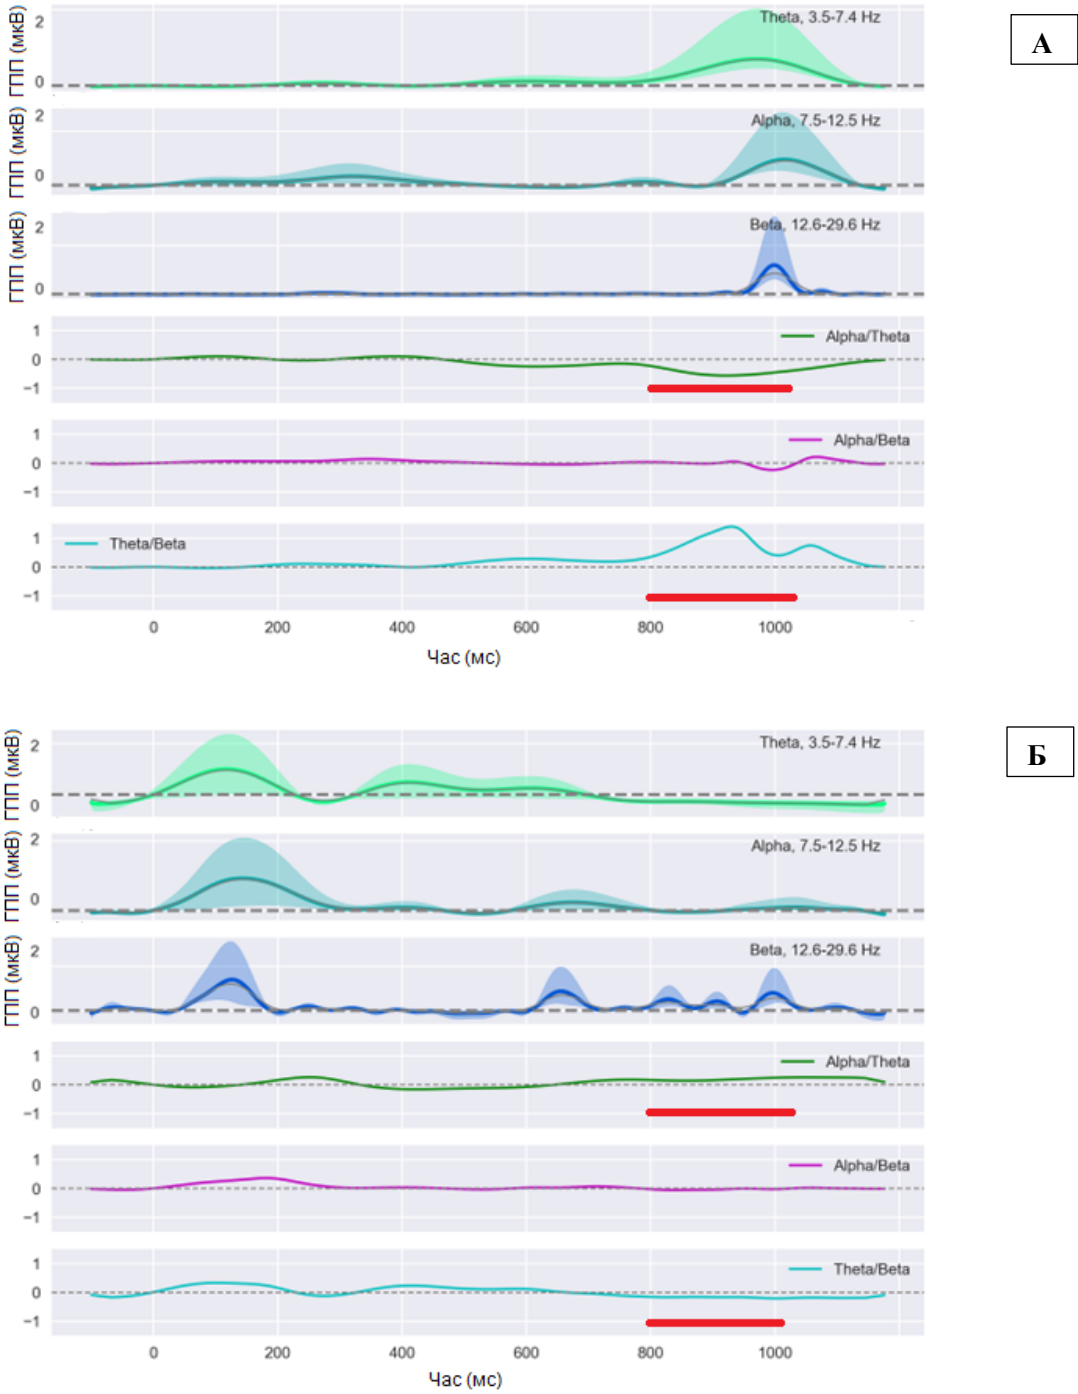 А
ГПП (мкВ)
2
0
Theta, 3.5-7.4 Hz
ГПП (мкВ)
2
0
Alpha, 7.5-12.5 Hz
ГПП (мкВ)
2
0
Beta, 12.6-29.6 Hz
1
0
−1
Alpha/Theta
1
0
−1
Alpha/Beta
1
0
−1
Theta/Beta
0 200 400 600 800 1000
Час (мс)
Б
ГПП (мкВ)
2
0
Theta, 3.5-7.4 Hz
ГПП (мкВ)
2
0
Alpha, 7.5-12.5 Hz
ГПП (мкВ)
2
0
Beta, 12.6-29.6 Hz
1
0
−1
Alpha/Theta
1
0
−1
Alpha/Beta
1
0
−1
Theta/Beta
0 200 400 600 800 1000
Час (мс)